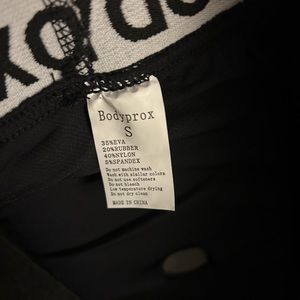 Bodyprox
S
35%EVA
20%RUBBER
40%NYLON
5%SPANDEX
Do not machine wash
Wash with similar colors
Do not use softeners
Do not bleach
Low temperature drying
Do not dry clean
MADE IN CHINA